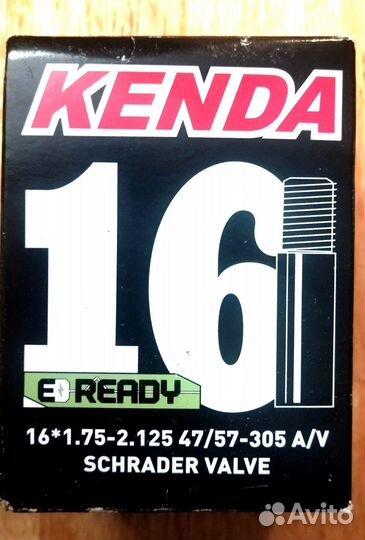 KENDA
16
READY
16*1.75-2.125 47/57-305 A/V
SCHRADER VALVE
Avito